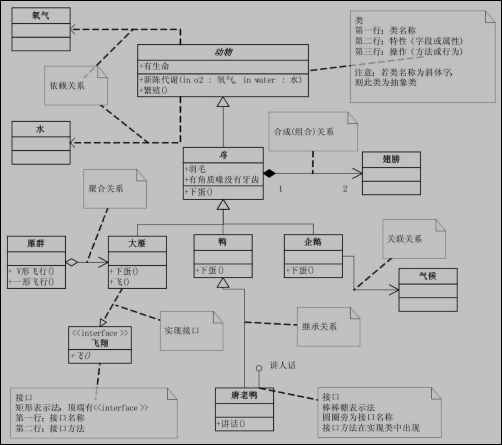 氧气
动物
+有生命
+新陈代谢(in o2 : 氧气, in water : 水)
+繁殖()
类
第一行：类名称
第二行：特性（字段或属性）
第三行：操作（方法或行为）
注意：若类名称为斜体字，
则此类为抽象类
依赖关系
水
鸟
+羽毛
+有角质喙没有牙齿
+下蛋()
合成(组合)关系
1
2
翅膀
聚合关系
雁群
+ V形飞行()
+一形飞行()
大雁
+下蛋()
+飞()
鸭
+下蛋()
企鹅
+下蛋()
关联关系
气候
<<interface>>
飞翔
+飞()
实现接口
继承关系
讲人话
唐老鸭
+讲话()
接口
矩形表示法，顶端有<<interface>>
第一行：接口名称
第二行：接口方法
接口
棒棒糖表示法
圆圈旁为接口名称
接口方法在实现类中出现